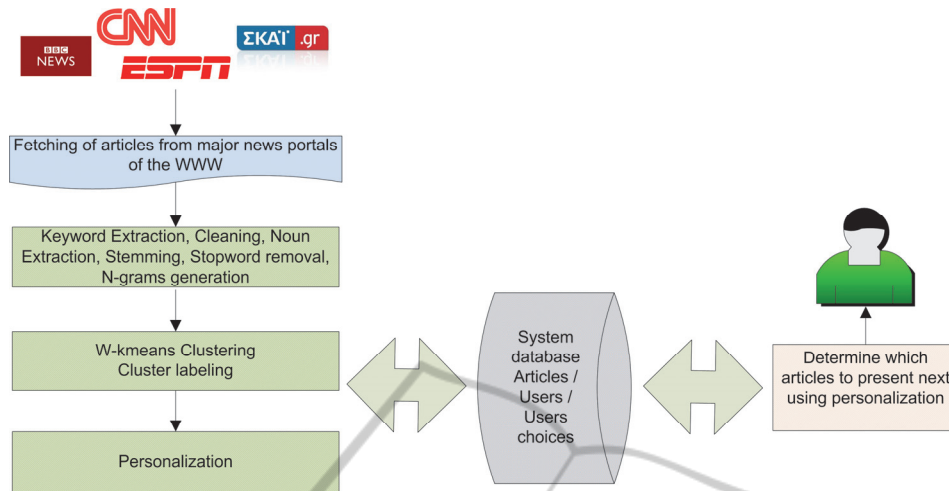 BBC
NEWS
CNN
ESPN
ΣΚΑΪ .gr
Fetching of articles from major news portals
of the WWW
Keyword Extraction, Cleaning, Noun
Extraction, Stemming, Stopword removal,
N-grams generation
W-kmeans Clustering
Cluster labeling
Personalization
System
database
Articles /
Users /
Users
choices
Determine which
articles to present next
using personalization